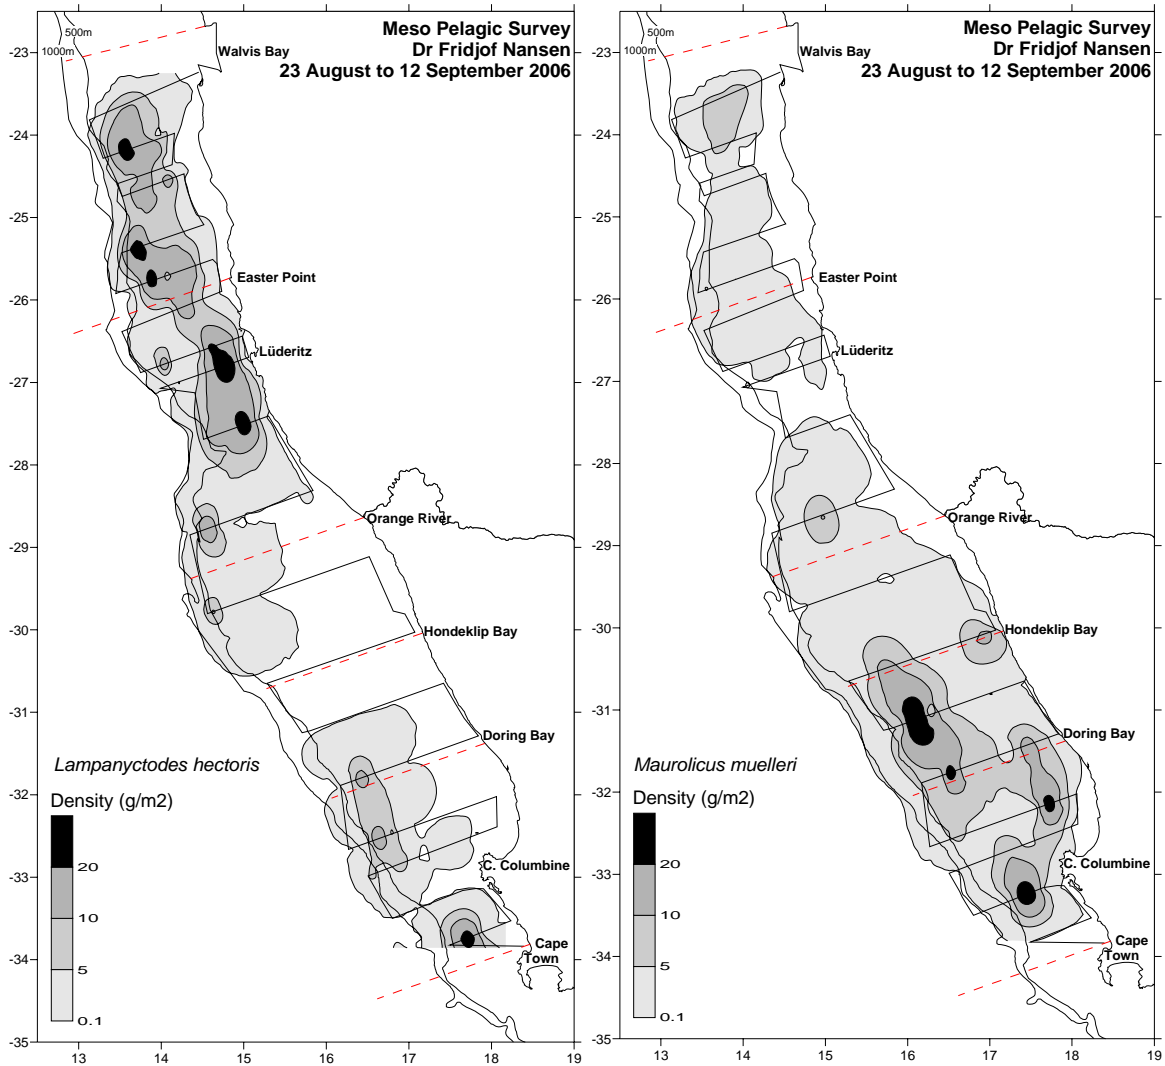 Meso Pelagic Survey
Dr Fridjof Nansen
23 August to 12 September 2006
500m
1000m
Walvis Bay
Easter Point
Lüderitz
Orange River
Hondeklip Bay
Doring Bay
C. Columbine
Cape
Town
Lampanyctodes hectoris
Density (g/m2)
20
10
5
0.1
-23
-24
-25
-26
-27
-28
-29
-30
-31
-32
-33
-34
-35
13
14
15
16
17
18
19
Meso Pelagic Survey
Dr Fridjof Nansen
23 August to 12 September 2006
500m
1000m
Walvis Bay
Easter Point
Lüderitz
Orange River
Hondeklip Bay
Doring Bay
C. Columbine
Cape
Town
Maurolicus muelleri
Density (g/m2)
20
10
5
0.1
-23
-24
-25
-26
-27
-28
-29
-30
-31
-32
-33
-34
-35
13
14
15
16
17
18
19